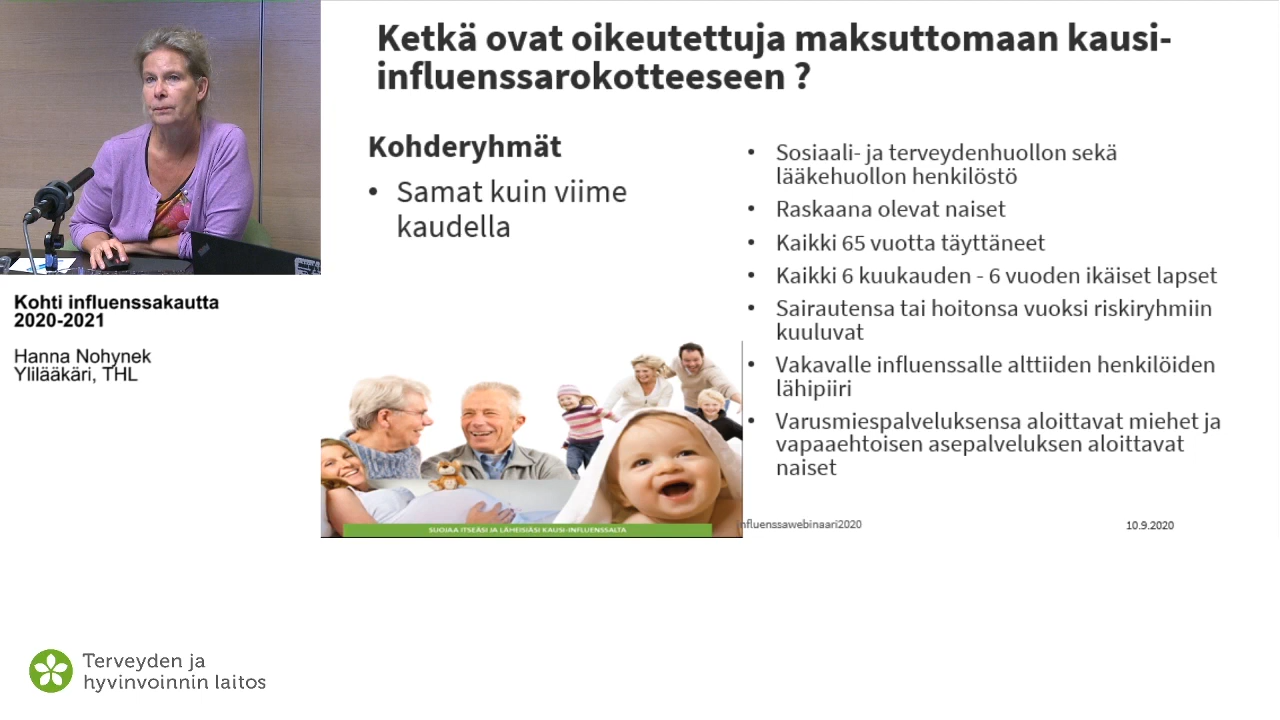 Ketkä ovat oikeutettuja maksuttomaan kausi-
influenssarokotteeseen ?
Kohderyhmät
• Samat kuin viime
kaudella
• Sosiaali- ja terveydenhuollon sekä
lääkehuollon henkilöstö
• Raskaana olevat naiset
• Kaikki 65 vuotta täyttäneet
• Kaikki 6 kuukauden - 6 vuoden ikäiset lapset
• Sairautensa tai hoitonsa vuoksi riskiryhmiin
kuuluvat
• Vakavalle influenssalle alttiiden henkilöiden
lähipiiri
• Varusmiespalveluksensa aloittavat miehet ja
vapaaehtoisen asepalveluksen aloittavat
naiset
SUOJAA ITSEÄSI JA LÄHEISIÄSI KAUSI-INFLUENSSALTA
influenssawebinaari2020
10.9.2020
Kohti influenssakautta
2020-2021
Hanna Nohynek
Ylilääkäri, THL
Terveyden ja
hyvinvoinnin laitos